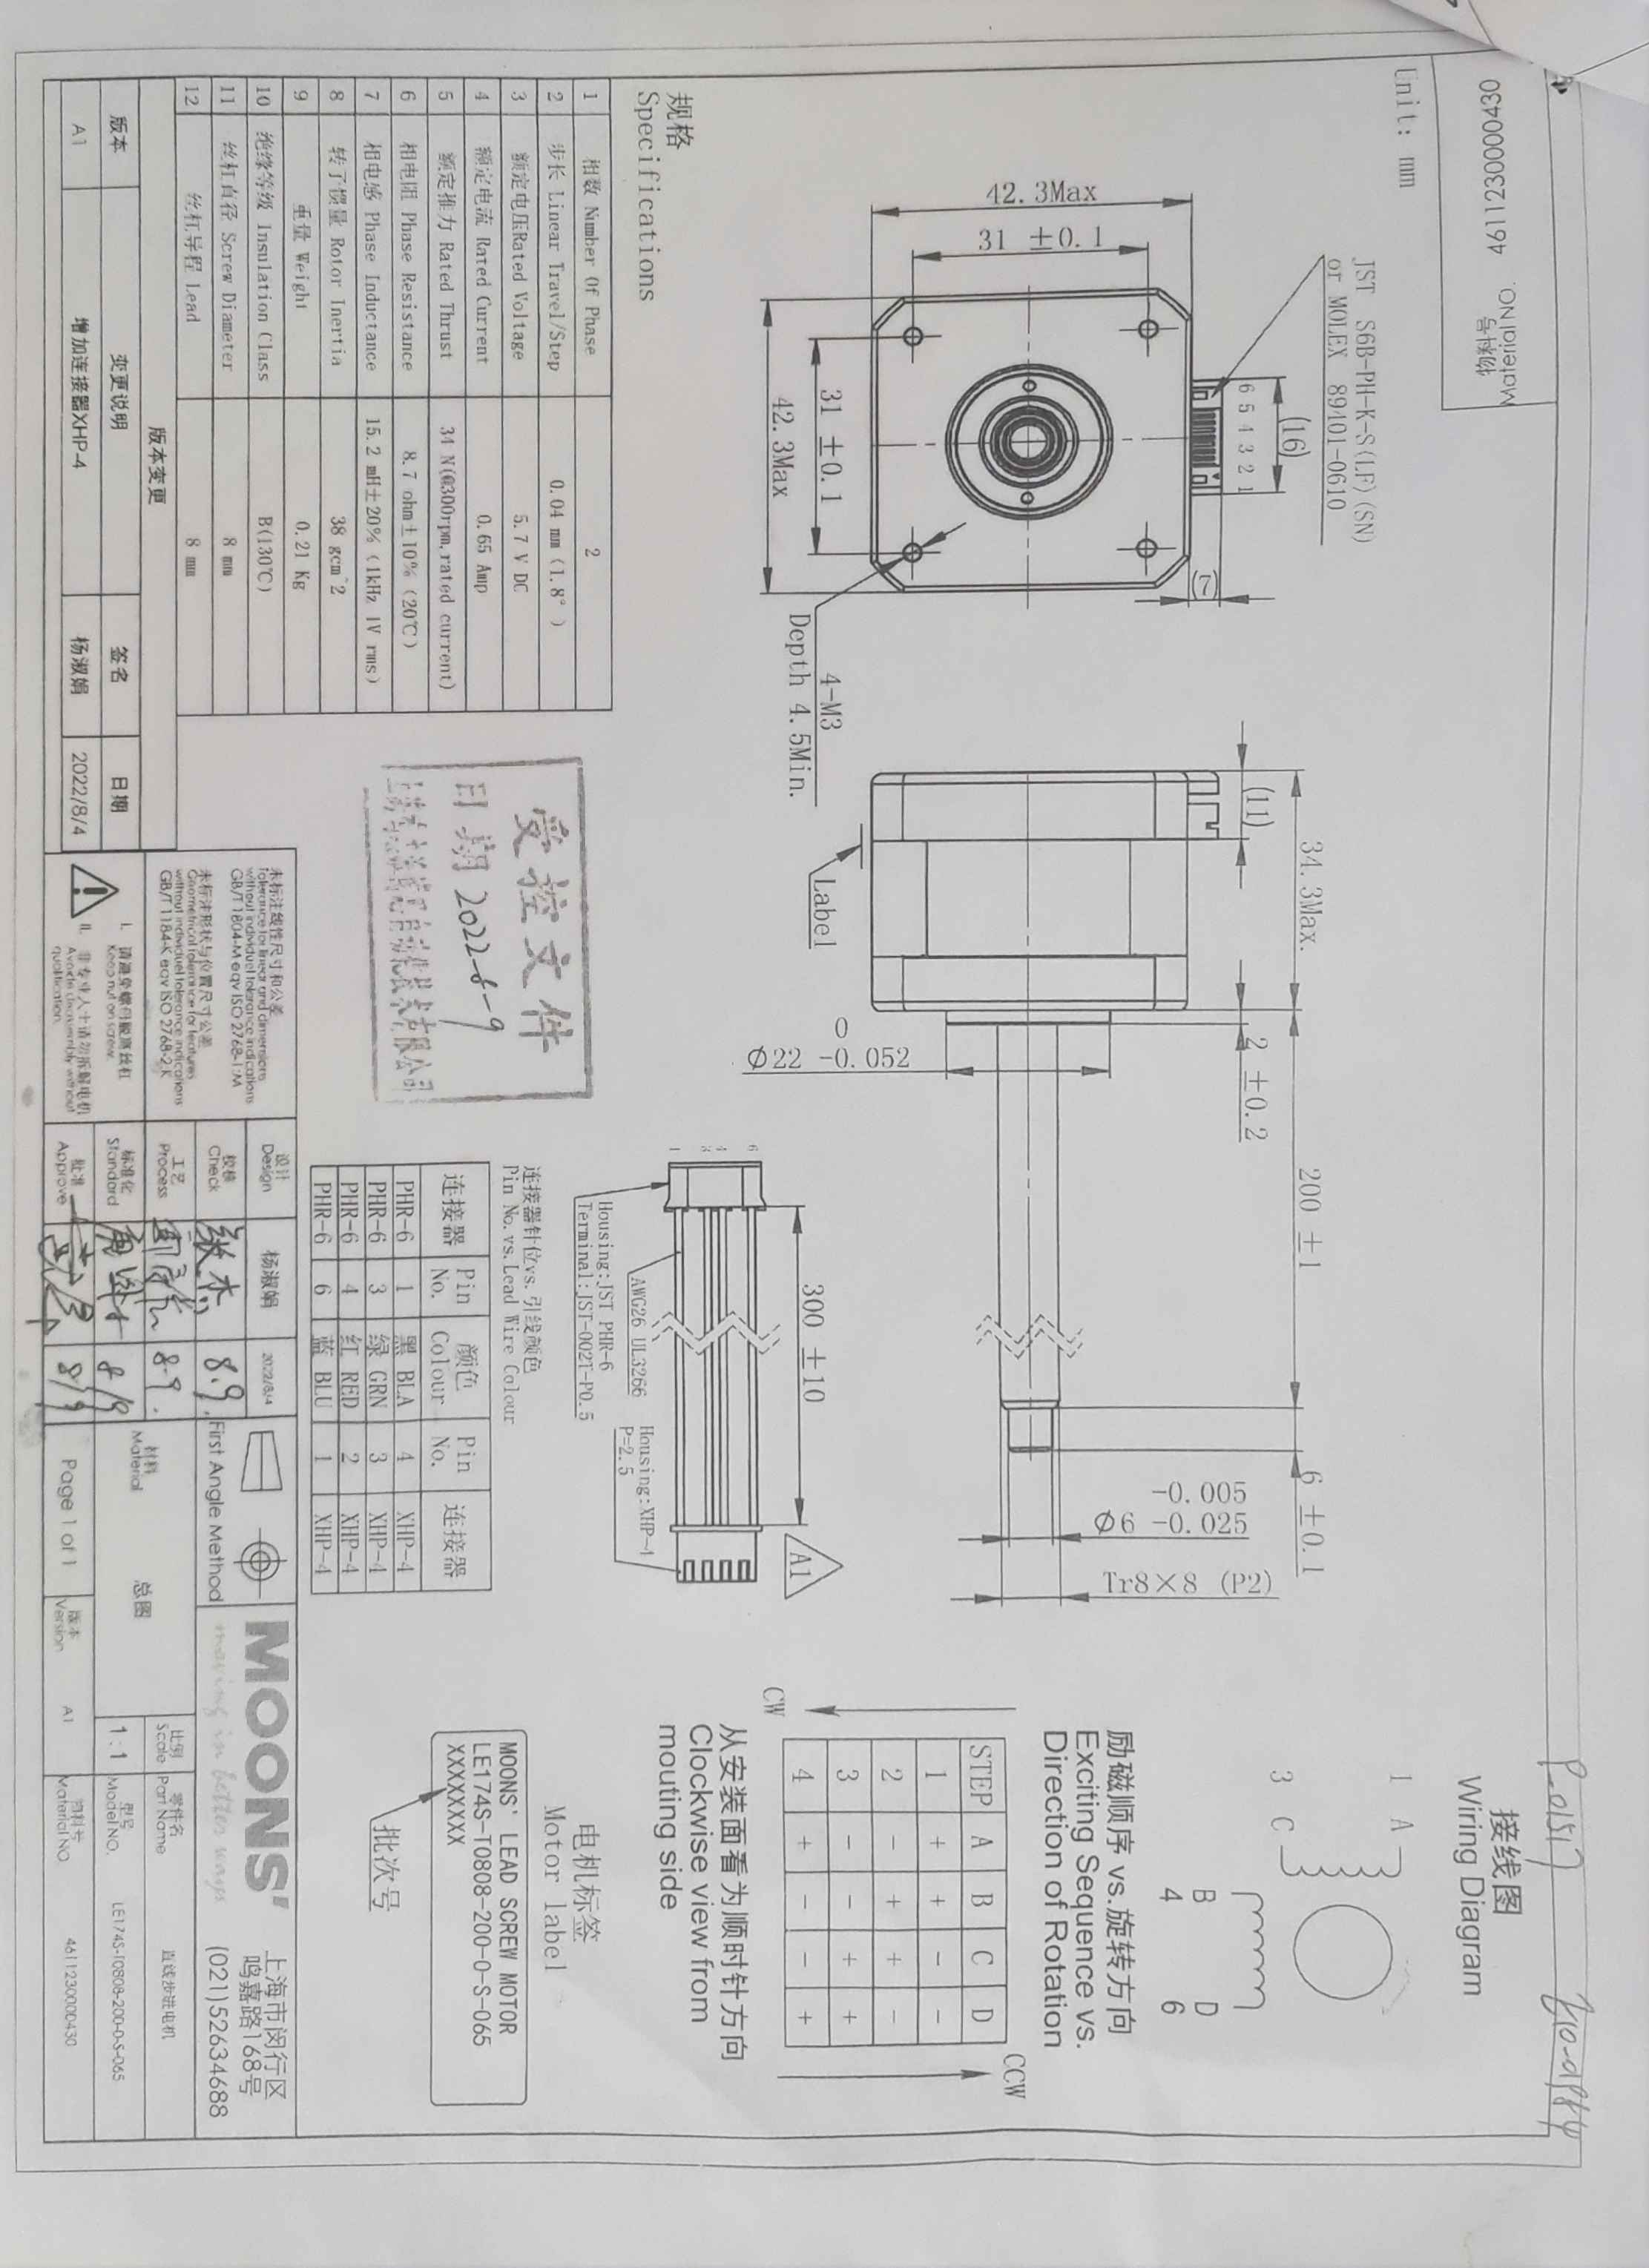 P-01517
物料号
Material NO.
4611230000430
接线图
Wiring Diagram
Unit: mm
JST S6B-PH-K-S(LF)(SN)
or MOLEX 89401-0610
(16)
6 5 4 3 2 1
(7)
42.3Max
31 ±0.1
31 ±0.1
42.3Max
4-M3
Depth 4.5Min.
34.3Max.
200 ±1
6 ±0.1
(11)
2 ±0.2
Φ6 -0.005 -0.025
Tr8×8 (P2)
Φ22 0 -0.052
Label
1 A
3 C
B D
4 6
励磁顺序 vs.旋转方向
Exciting Sequence vs.
Direction of Rotation
CCW
STEP A B C D
1 + + - -
2 - + + -
3 - - + +
4 + - - +
CW
从安装面看为顺时针方向
Clockwise view from
mouting side
300 ±10
A1
6
4
3
1
AWG26 UL3266
Housing:XHP-4
P=2.5
Housing:JST PHR-6
Terminal:JST-002T-P0.5
电机标签
Motor label
MOONS' LEAD SCREW MOTOR
LE174S-T0808-200-0-S-065
XXXXXXXX
批次号
连接器针位vs.引线颜色
Pin No.vs.Lead Wire Colour
连接器 Pin No. 颜色 Colour Pin No. 连接器
PHR-6 1 黑 BLA 4 XHP-4
PHR-6 3 绿 GRN 3 XHP-4
PHR-6 4 红 RED 2 XHP-4
PHR-6 6 蓝 BLU 1 XHP-4
规格
Specifications
1 相数 Number Of Phase 2
2 步长 Linear Travel/Step 0.04 mm (1.8° )
3 额定电压Rated Voltage 5.7 V DC
4 额定电流 Rated Current 0.65 Amp
5 额定推力 Rated Thrust 34 N(@300rpm,rated current)
6 相电阻 Phase Resistance 8.7 ohm±10% (20℃)
7 相电感 Phase Inductance 15.2 mH±20% (1kHz 1V rms)
8 转子惯量 Rotor Inertia 38 gcm^2
9 重量 Weight 0.21 Kg
10 绝缘等级 Insulation Class B(130℃)
11 丝杠直径 Screw Diameter 8 mm
12 丝杠导程 Lead 8 mm
受控文件
日期 2022-8-9
自动化技术有限公司
版本变更
版本 变更说明 签名 日期
A1 增加连接器XHP-4 杨淑娟 2022/8/4
未标注线性尺寸和公差
Tolerance for linear and dimensions
without individuel tolerance indications
GB/T 1804-M eqv ISO 2768-1:M
未标注形状与位置尺寸公差
Geometrical tolerance for features
without individuel tolerance indications
GB/T 1184-K eqv ISO 2768-2:K
I. 请避免螺母脱离丝杠
Keep nut on screw.
II. 非专业人士请勿拆解电机
Avoide disassembly without
qualification.
设计 Design 杨淑娟 2022/8/4
校核 Check 8.9.
工艺 Process 8.9.
标准化 Standard 8/9
批准 Approve 8/9
First Angle Method
MOONS'
moving in better ways
上海市闵行区
鸣嘉路168号
(021)52634688
材料 Material 总图
比例 Scale 1:1
零件名 Part Name 直线步进电机
型号 Model NO. LE174S-T0808-200-0-S-065
Page 1 of 1
版本 Version A1
物料号 Material NO 4611230000430